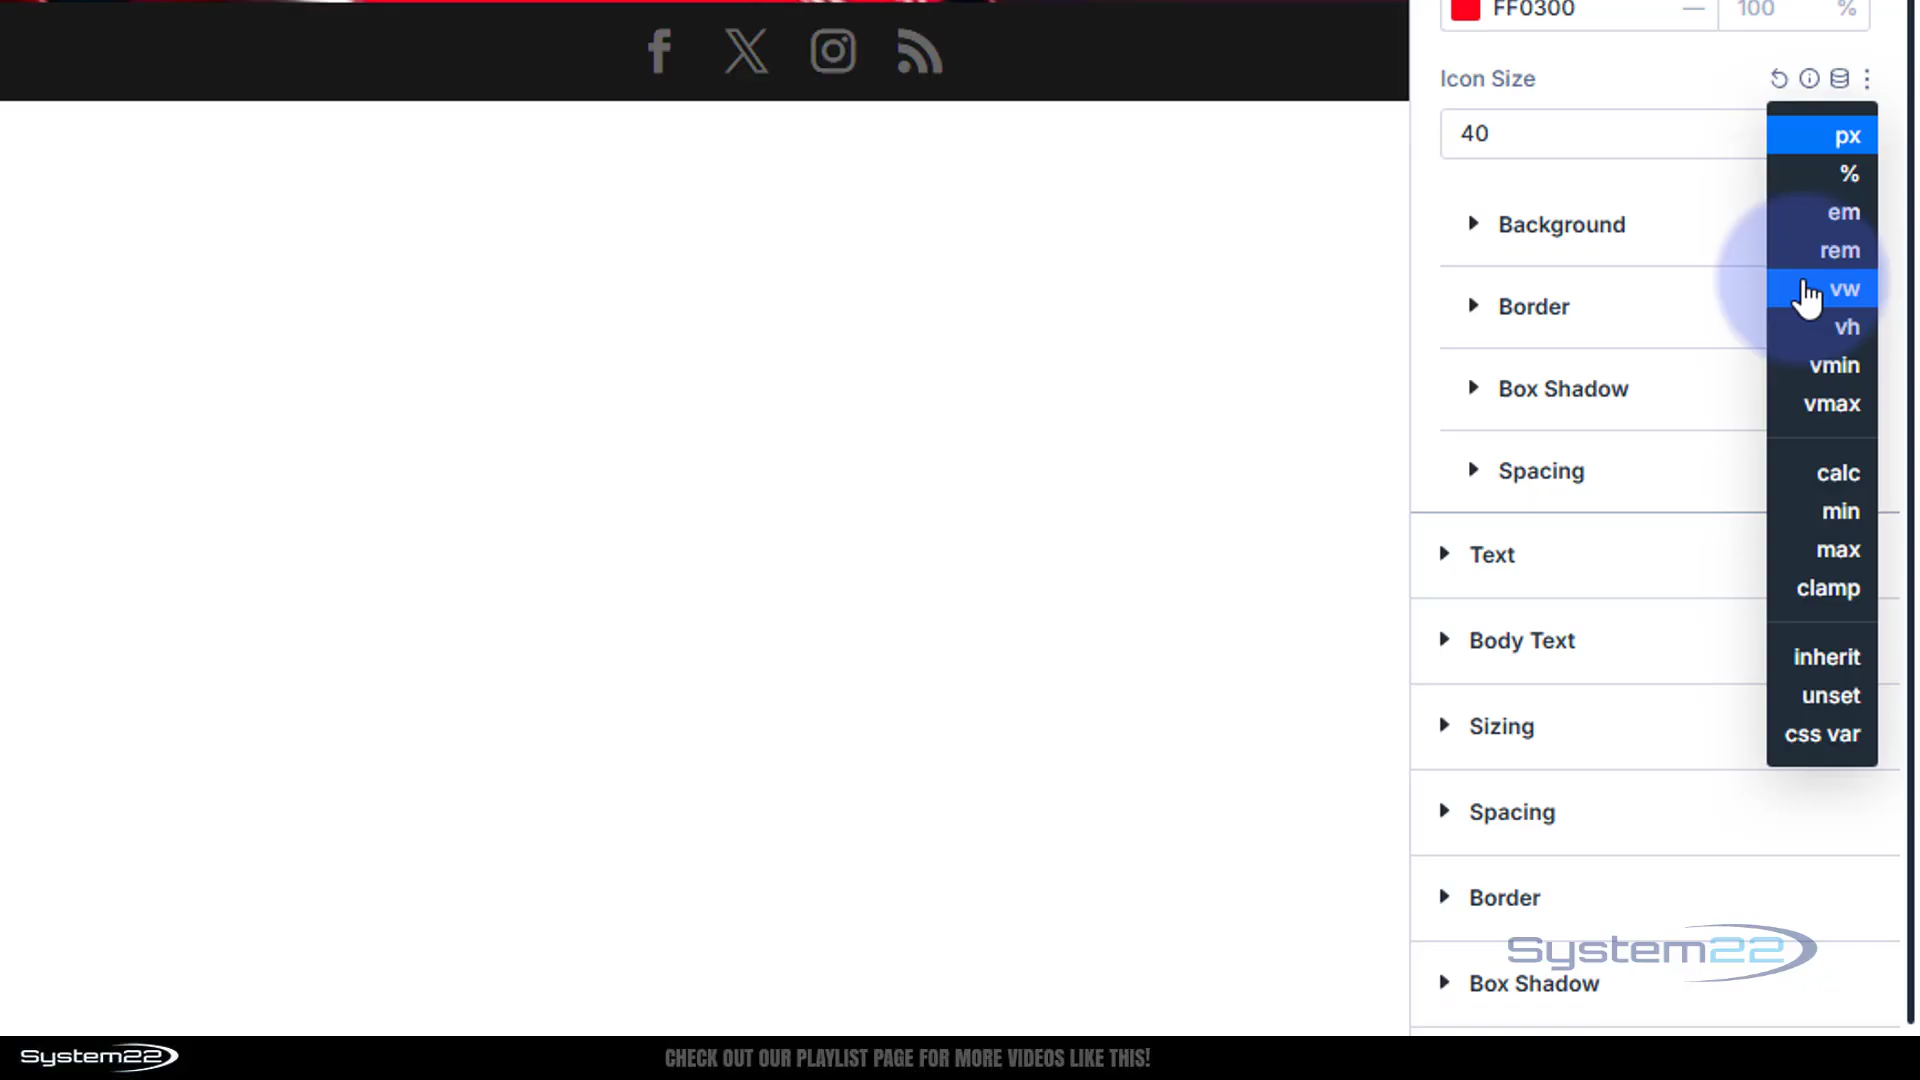 FF0300
100 %
Icon Size
40
px
%
em
rem
vw
vh
vmin
vmax
calc
min
max
clamp
inherit
unset
css var
Background
Border
Box Shadow
Spacing
Text
Body Text
Sizing
Spacing
Border
Box Shadow
System22
System22
CHECK OUT OUR PLAYLIST PAGE FOR MORE VIDEOS LIKE THIS!